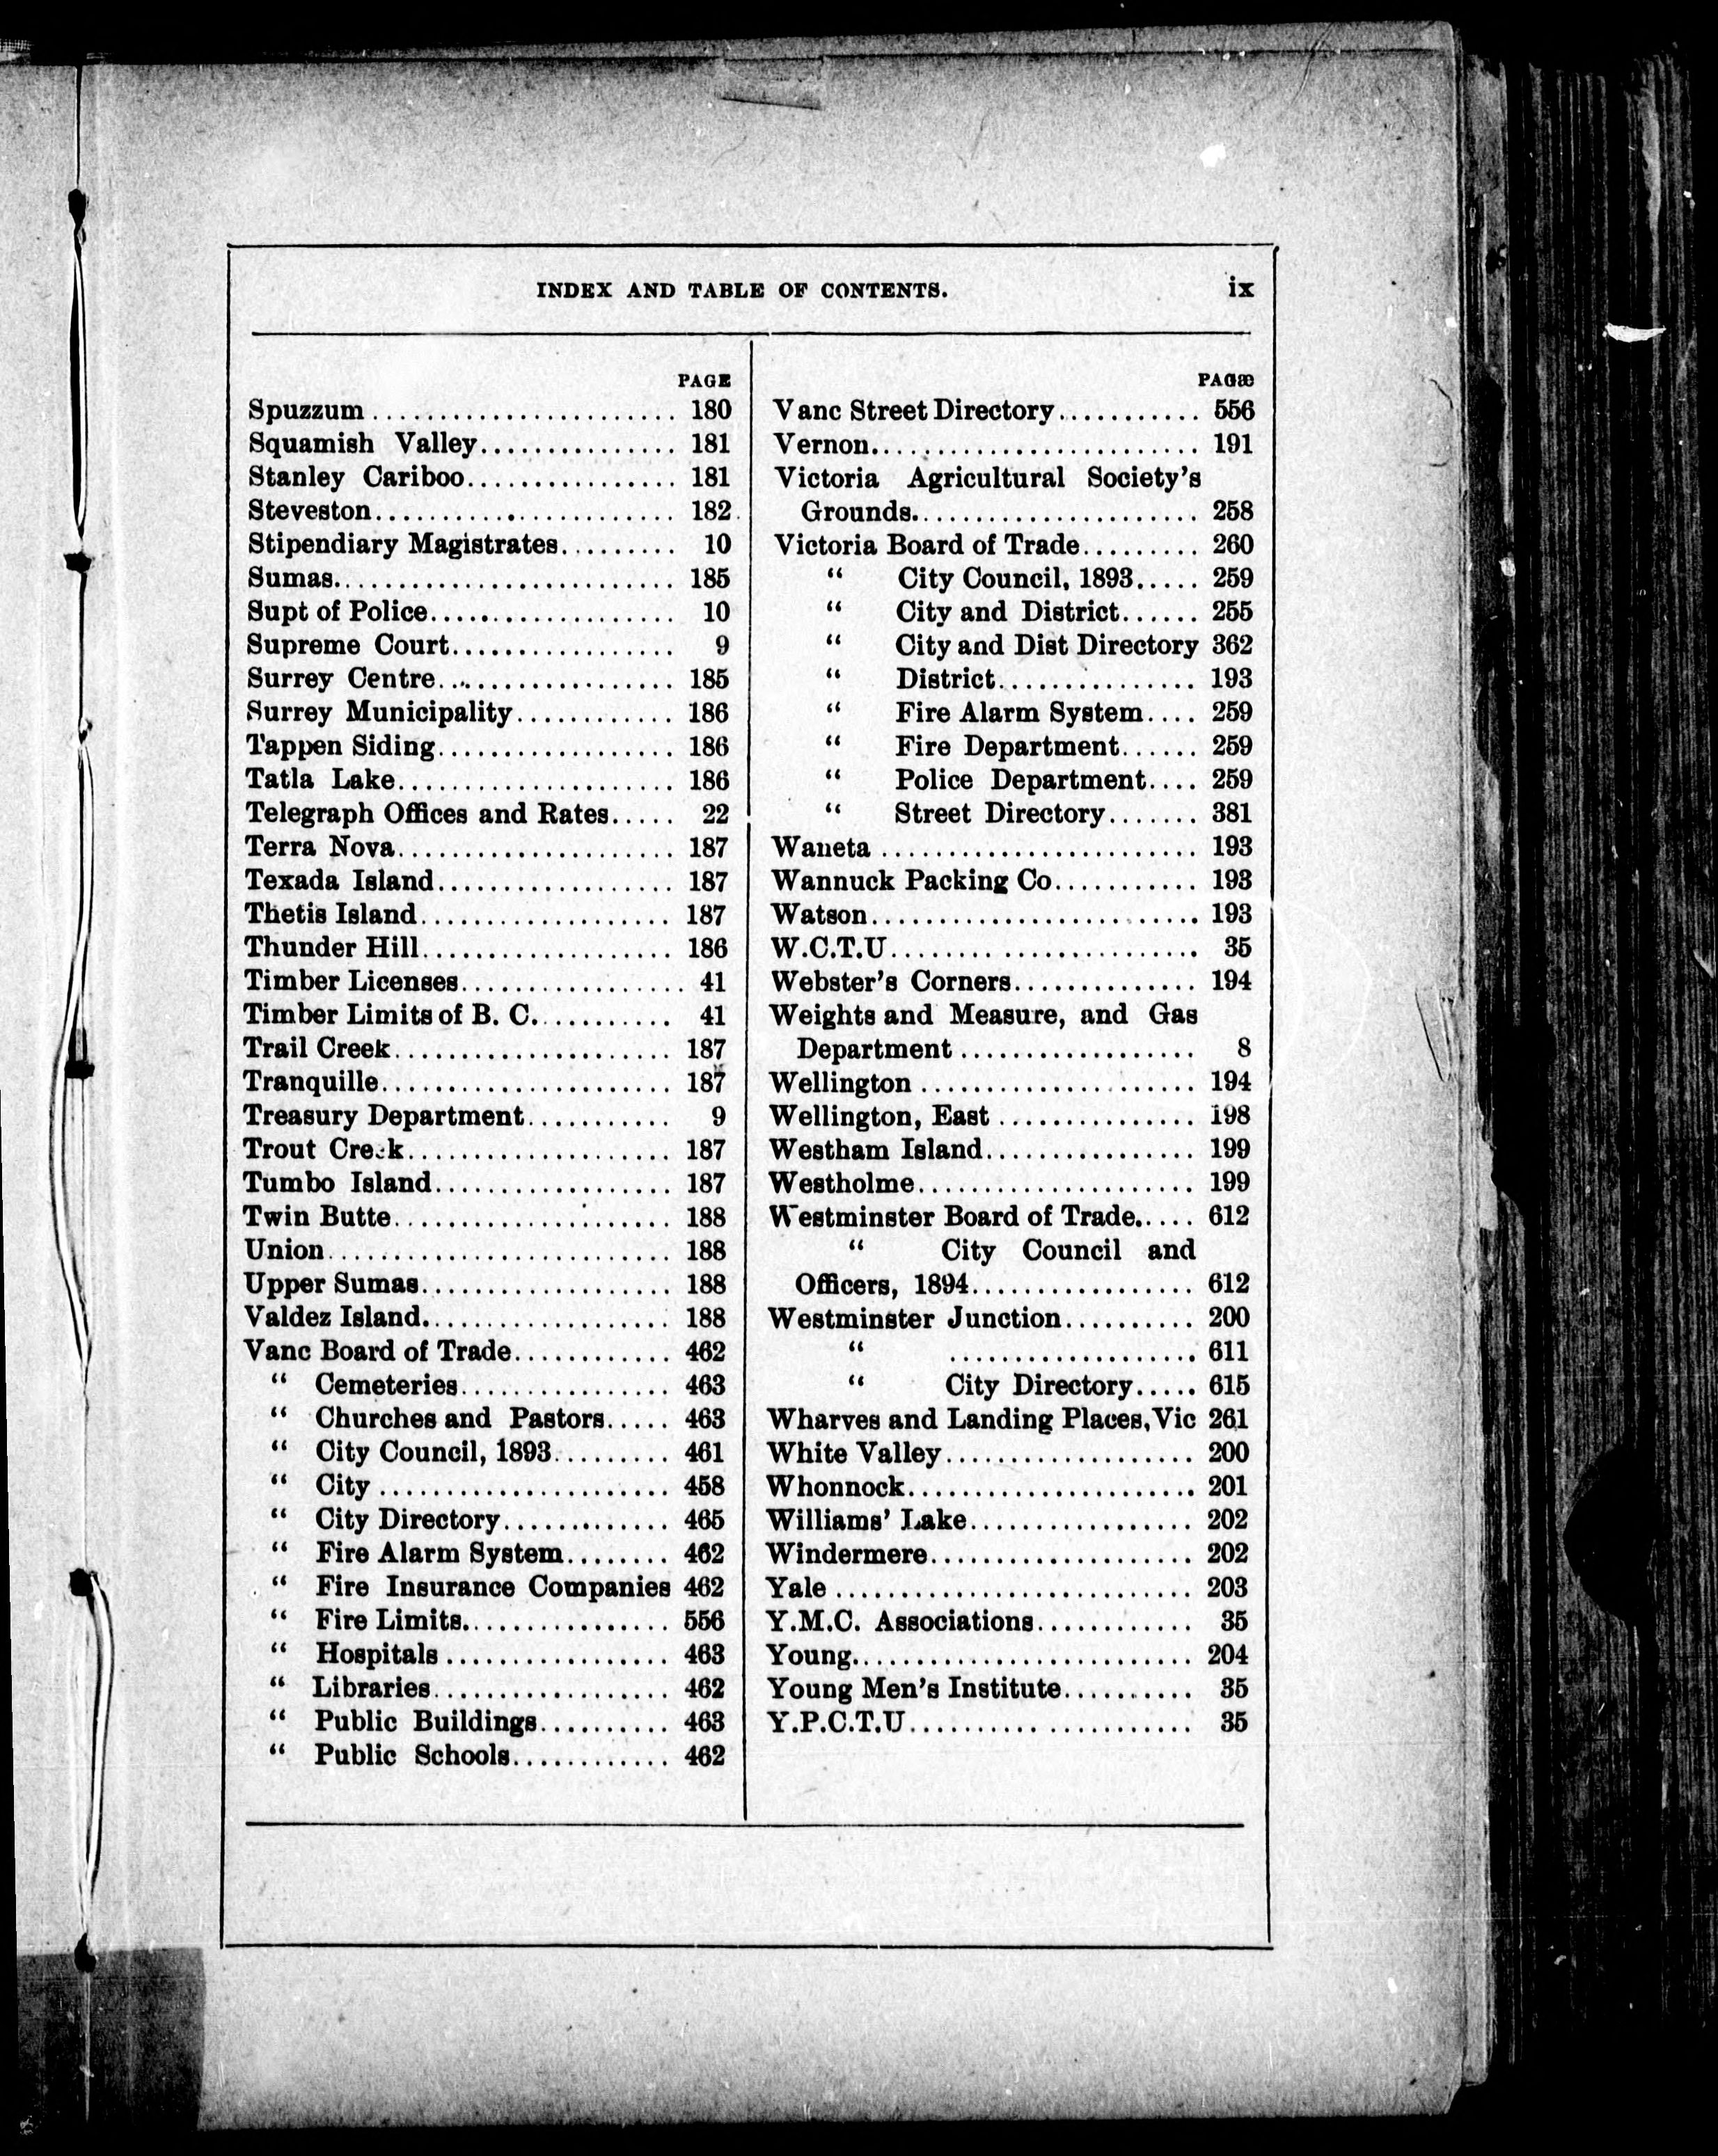 INDEX AND TABLE OF CONTENTS. ix
PAGE
Spuzzum ....................... 180
Squamish Valley............... 181
Stanley Cariboo................ 181
Steveston....................... 182
Stipendiary Magistrates......... 10
Sumas.......................... 185
Supt of Police................... 10
Supreme Court................. 9
Surrey Centre.................. 185
Surrey Municipality............ 186
Tappen Siding.................. 186
Tatla Lake..................... 186
Telegraph Offices and Rates..... 22
Terra Nova..................... 187
Texada Island.................. 187
Thetis Island................... 187
Thunder Hill................... 186
Timber Licenses................. 41
Timber Limits of B. C........... 41
Trail Creek..................... 187
Tranquille...................... 187
Treasury Department........... 9
Trout Creek.................... 187
Tumbo Island.................. 187
Twin Butte..................... 188
Union.......................... 188
Upper Sumas................... 188
Valdez Island................... 188
Vanc Board of Trade............ 462
“ Cemeteries................ 463
“ Churches and Pastors..... 463
“ City Council, 1893......... 461
“ City ...................... 458
“ City Directory............. 465
“ Fire Alarm System........ 462
“ Fire Insurance Companies 462
“ Fire Limits................ 556
“ Hospitals ................. 463
“ Libraries.................. 462
“ Public Buildings.......... 463
“ Public Schools............ 462
PAGE
Vanc Street Directory........... 556
Vernon......................... 191
Victoria Agricultural Society's
Grounds...................... 258
Victoria Board of Trade......... 260
“ City Council, 1893..... 259
“ City and District...... 255
“ City and Dist Directory 362
“ District............... 193
“ Fire Alarm System.... 259
“ Fire Department...... 259
“ Police Department.... 259
“ Street Directory....... 381
Waneta ........................ 193
Wannuck Packing Co........... 193
Watson......................... 193
W.C.T.U........................ 35
Webster's Corners.............. 194
Weights and Measure, and Gas
Department .................. 8
Wellington ..................... 194
Wellington, East ............... 198
Westham Island................ 199
Westholme..................... 199
Westminster Board of Trade..... 612
“ City Council and
Officers, 1894................. 612
Westminster Junction.......... 200
“ ................... 611
“ City Directory..... 615
Wharves and Landing Places, Vic 261
White Valley................... 200
Whonnock...................... 201
Williams' Lake................. 202
Windermere.................... 202
Yale ........................... 203
Y.M.C. Associations............ 35
Young.......................... 204
Young Men's Institute.......... 35
Y.P.C.T.U...................... 35